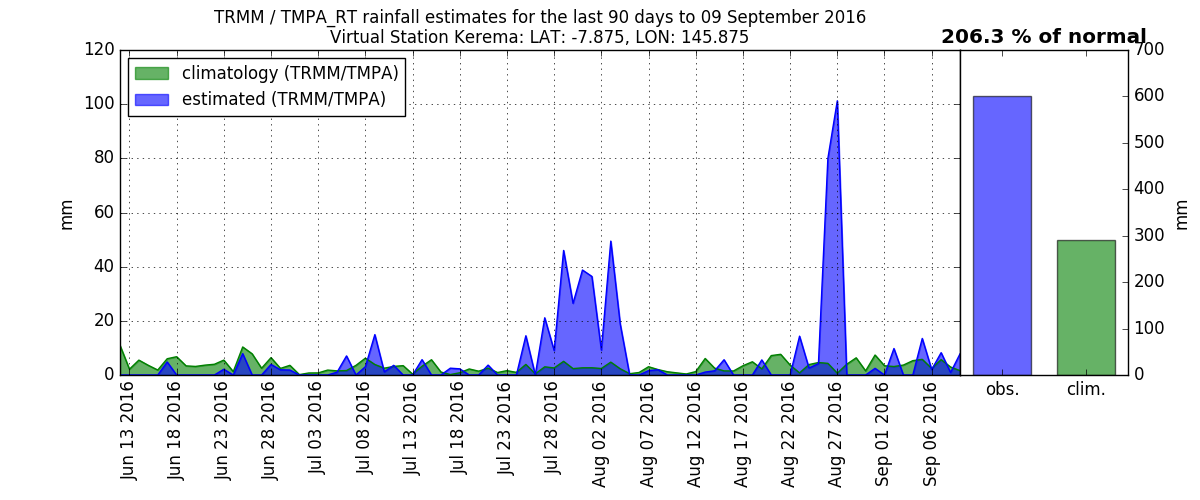 TRMM / TMPA_RT rainfall estimates for the last 90 days to 09 September 2016
Virtual Station Kerema: LAT: -7.875, LON: 145.875
206.3 % of normal
climatology (TRMM/TMPA)
estimated (TRMM/TMPA)
120
100
80
60
40
20
0
mm
700
600
500
400
300
200
100
0
mm
Jun 13 2016
Jun 18 2016
Jun 23 2016
Jun 28 2016
Jul 03 2016
Jul 08 2016
Jul 13 2016
Jul 18 2016
Jul 23 2016
Jul 28 2016
Aug 02 2016
Aug 07 2016
Aug 12 2016
Aug 17 2016
Aug 22 2016
Aug 27 2016
Sep 01 2016
Sep 06 2016
obs.
clim.